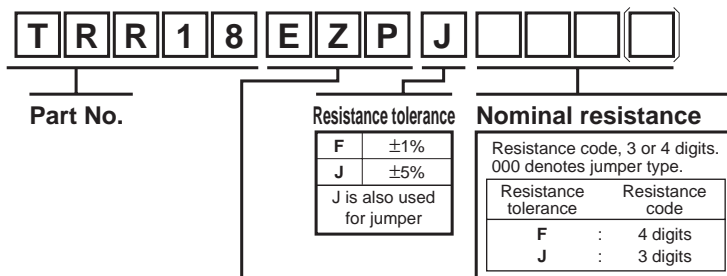 T R R 1 8 E Z P J
Part No.
Resistance tolerance
F ±1%
J ±5%
J is also used
for jumper
Nominal resistance
Resistance code, 3 or 4 digits.
000 denotes jumper type.
Resistance tolerance Resistance code
F : 4 digits
J : 3 digits